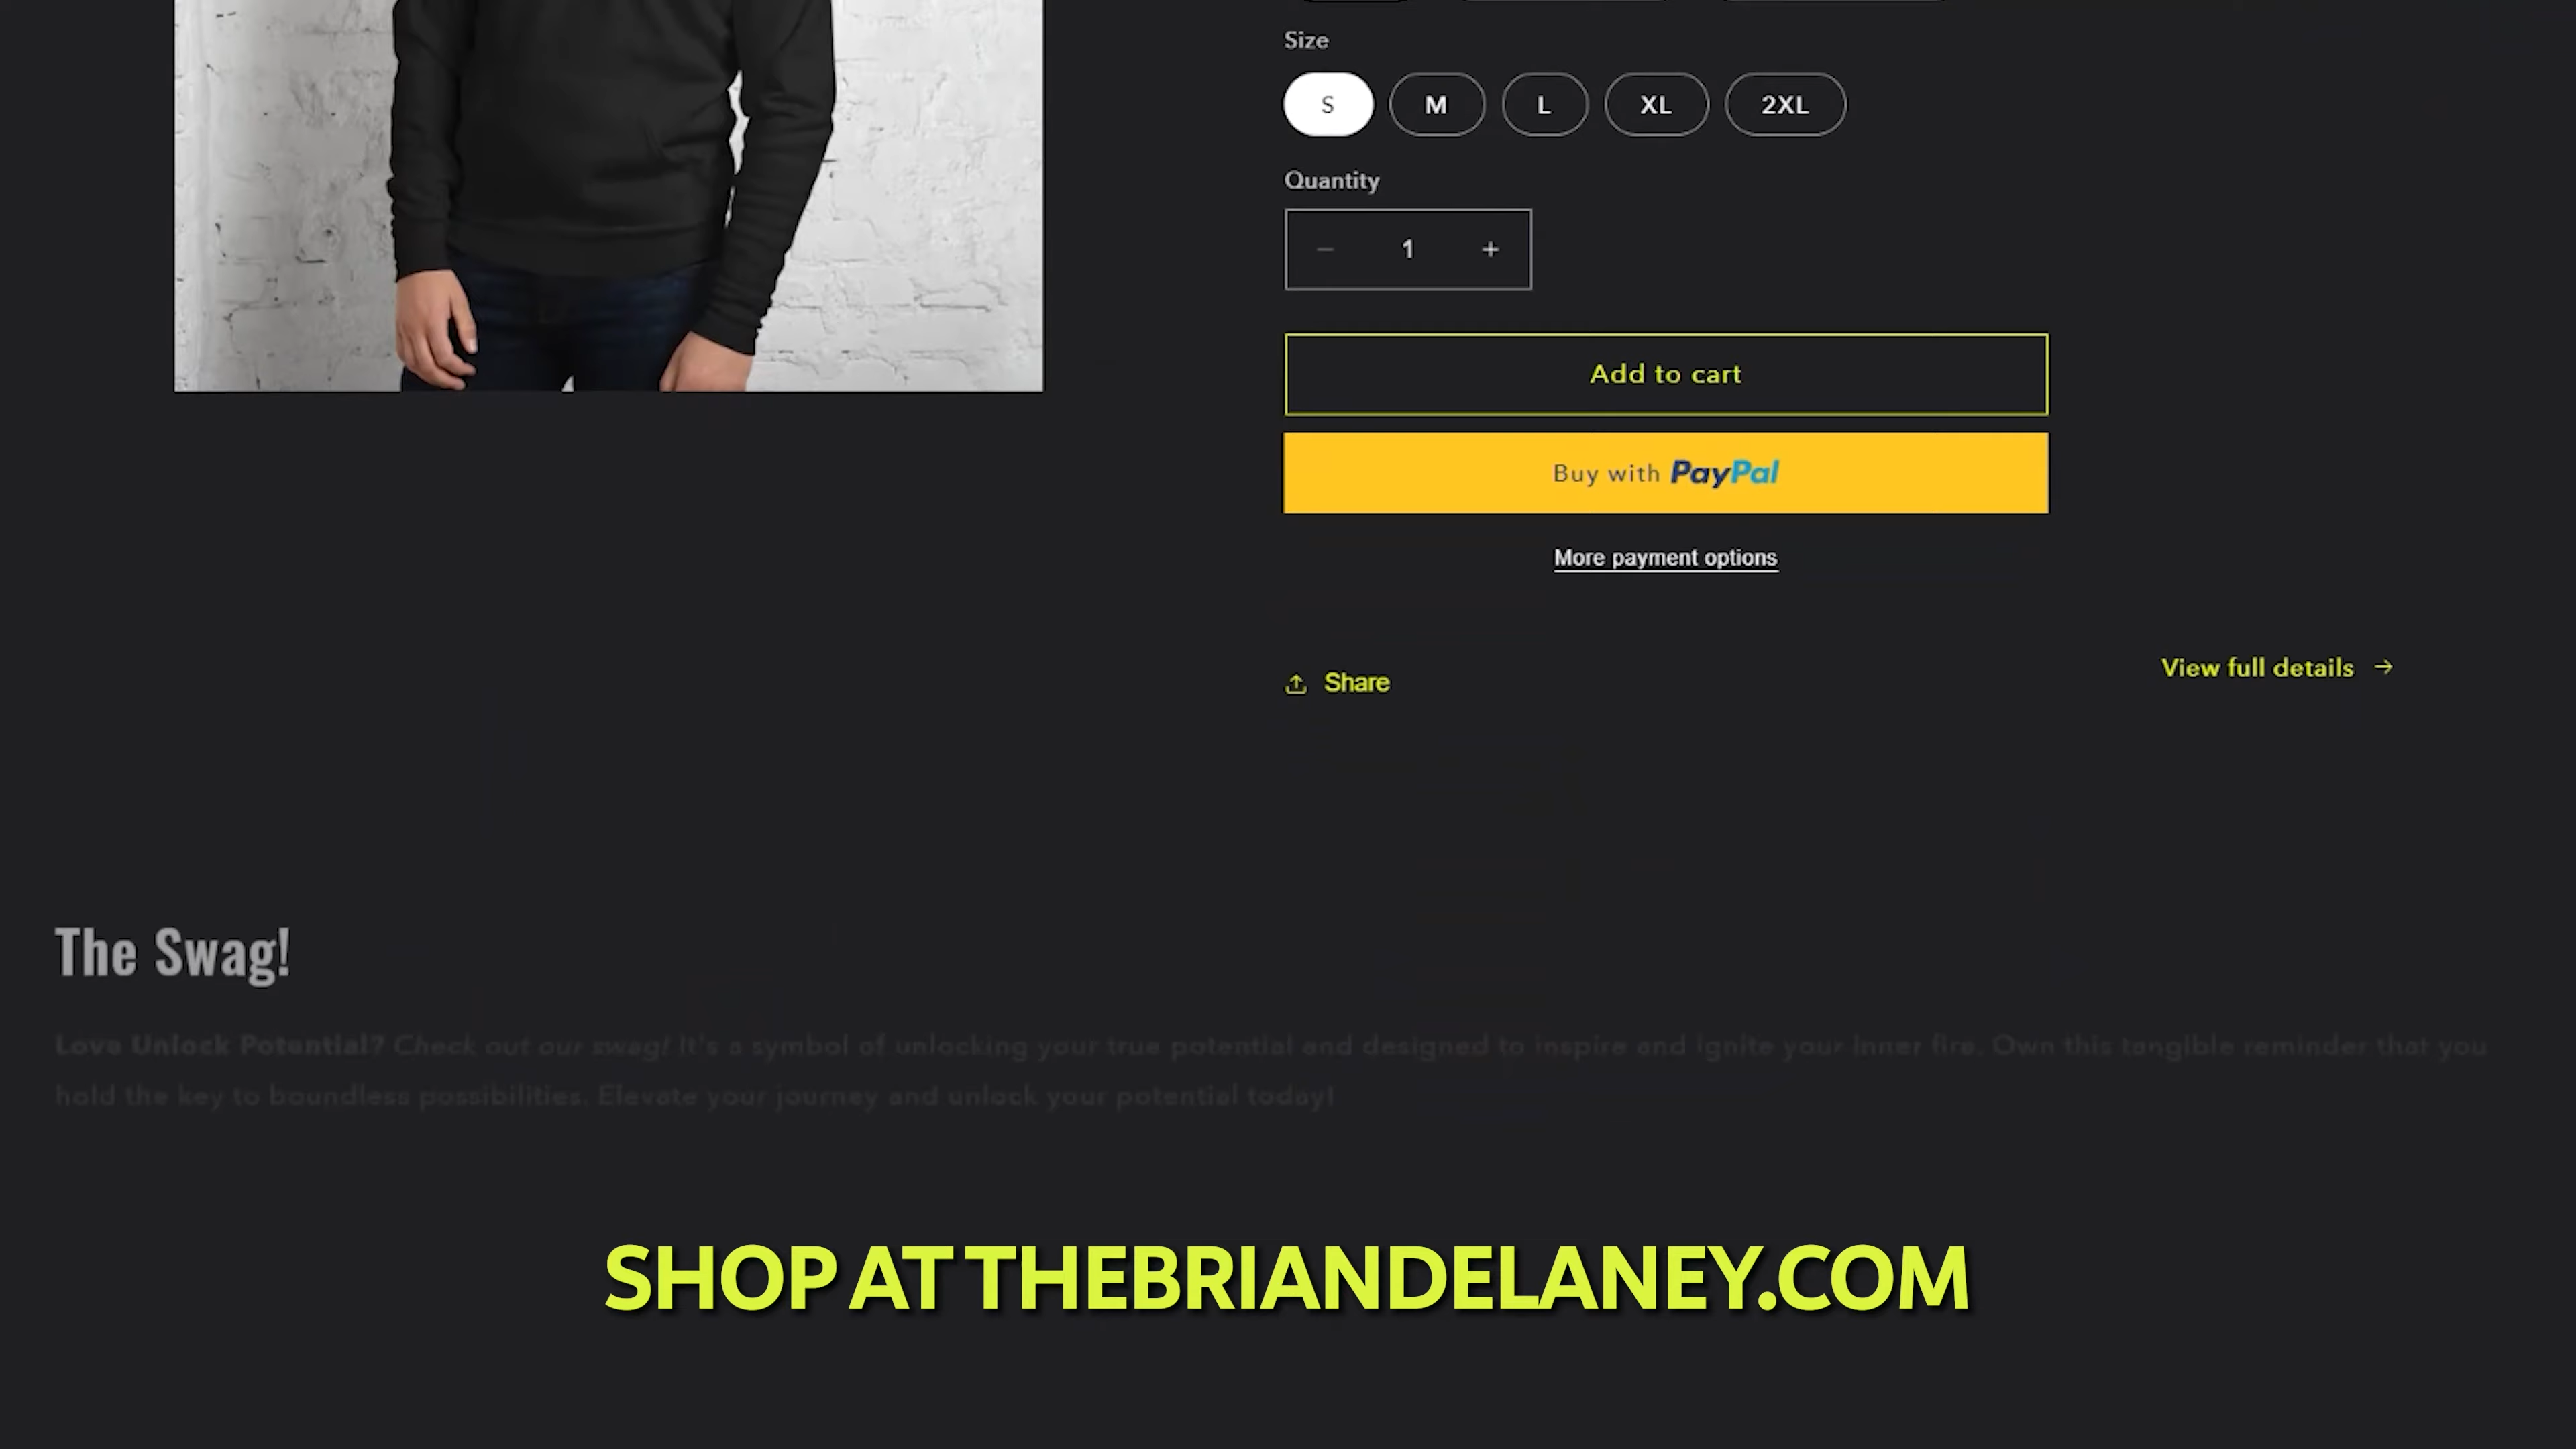 Size
S M L XL 2XL
Quantity
− 1 +
Add to cart
Buy with PayPal
More payment options
View full details →
Share
The Swag!
Love Unlock Potential? Check out our swag! It's a symbol of unlocking your true potential and designed to inspire and ignite your inner fire. Own this tangible reminder that you
hold the key to boundless possibilities. Elevate your journey and unlock your potential today!
SHOP AT THEBRIANDELANEY.COM